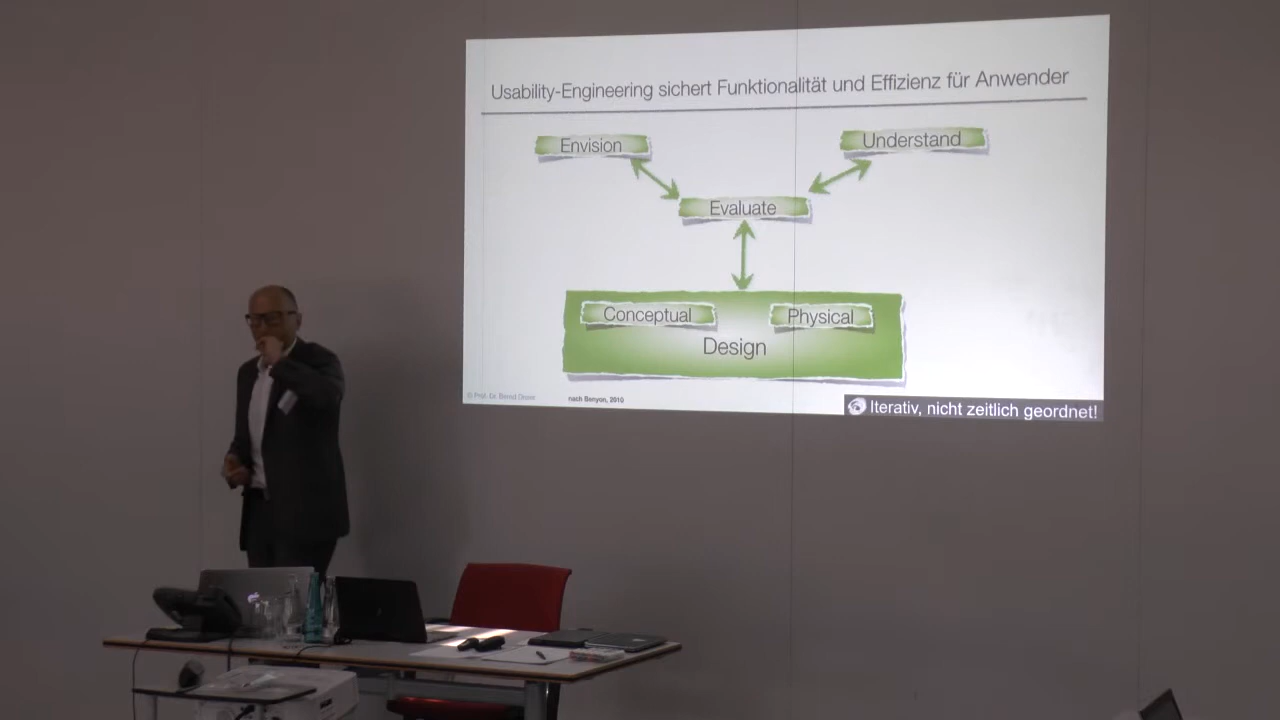 Usability-Engineering sichert Funktionalität und Effizienz für Anwender
Envision
Understand
Evaluate
Conceptual
Physical
Design
© Prof. Dr. Bernd
nach Benyon, 2010
Iterativ, nicht zeitlich geordnet!